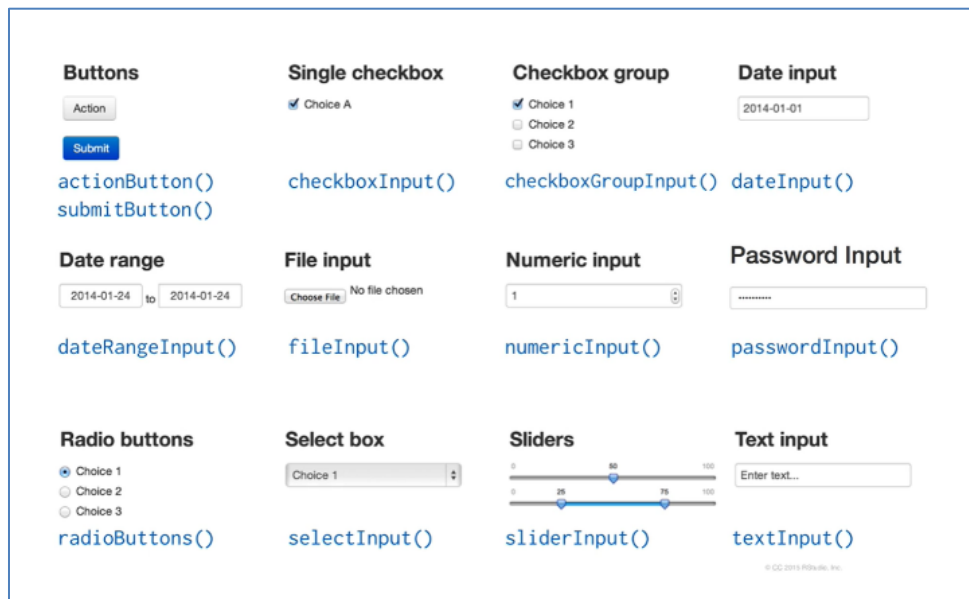 Buttons
Action
Submit
actionButton()
submitButton()
Single checkbox
Choice A
checkboxInput()
Checkbox group
Choice 1
Choice 2
Choice 3
checkboxGroupInput()
Date input
2014-01-01
dateInput()
Date range
2014-01-24 to 2014-01-24
dateRangeInput()
File input
Choose File No file chosen
fileInput()
Numeric input
1
numericInput()
Password Input
passwordInput()
Radio buttons
Choice 1
Choice 2
Choice 3
radioButtons()
Select box
Choice 1
selectInput()
Sliders
0 50 100
0 25 75 100
sliderInput()
Text input
Enter text...
textInput()
© CC 2015 RStudio, Inc.